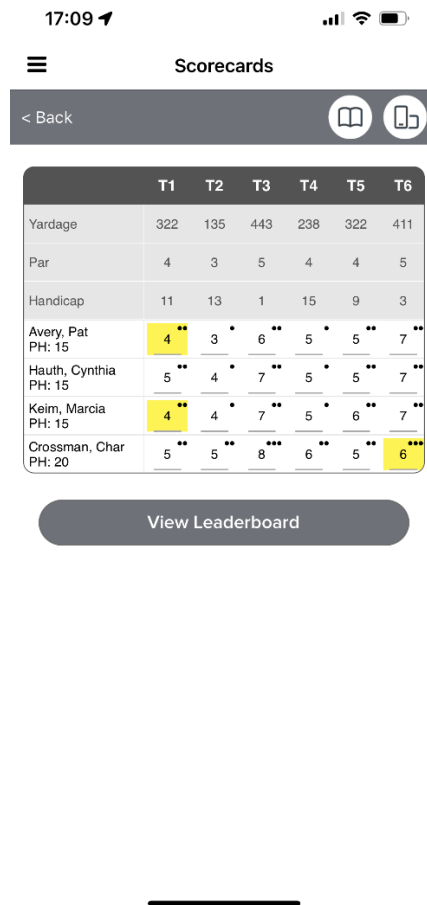 17:09
Scorecards
< Back
T1 T2 T3 T4 T5 T6
Yardage 322 135 443 238 322 411
Par 4 3 5 4 4 5
Handicap 11 13 1 15 9 3
Avery, Pat
PH: 15
4 3 6 5 5 7
Hauth, Cynthia
PH: 15
5 4 7 5 5 7
Keim, Marcia
PH: 15
4 4 7 5 6 7
Crossman, Char
PH: 20
5 5 8 6 5 6
View Leaderboard